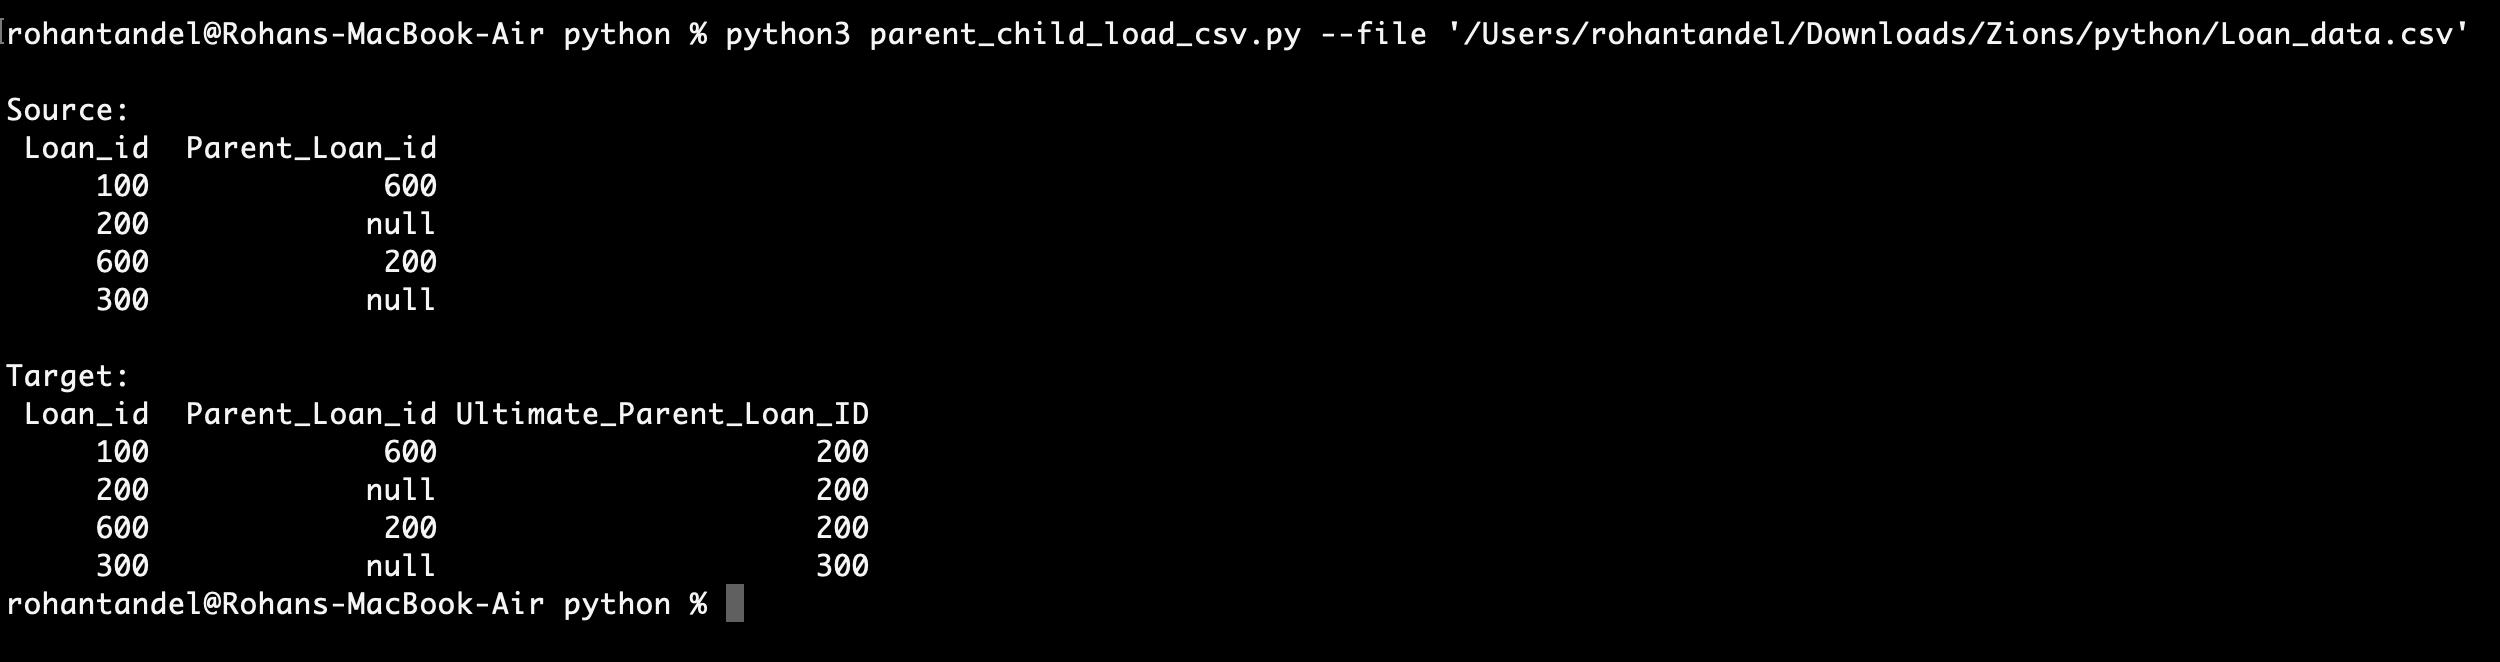 rohantandel@Rohans-MacBook-Air python % python3 parent_child_load_csv.py --file '/Users/rohantandel/Downloads/Zions/python/Loan_data.csv'
Source:
Loan_id  Parent_Loan_id
100 600
200 null
600 200
300 null
Target:
Loan_id  Parent_Loan_id Ultimate_Parent_Loan_ID
100 600 200
200 null 200
600 200 200
300 null 300
rohantandel@Rohans-MacBook-Air python %